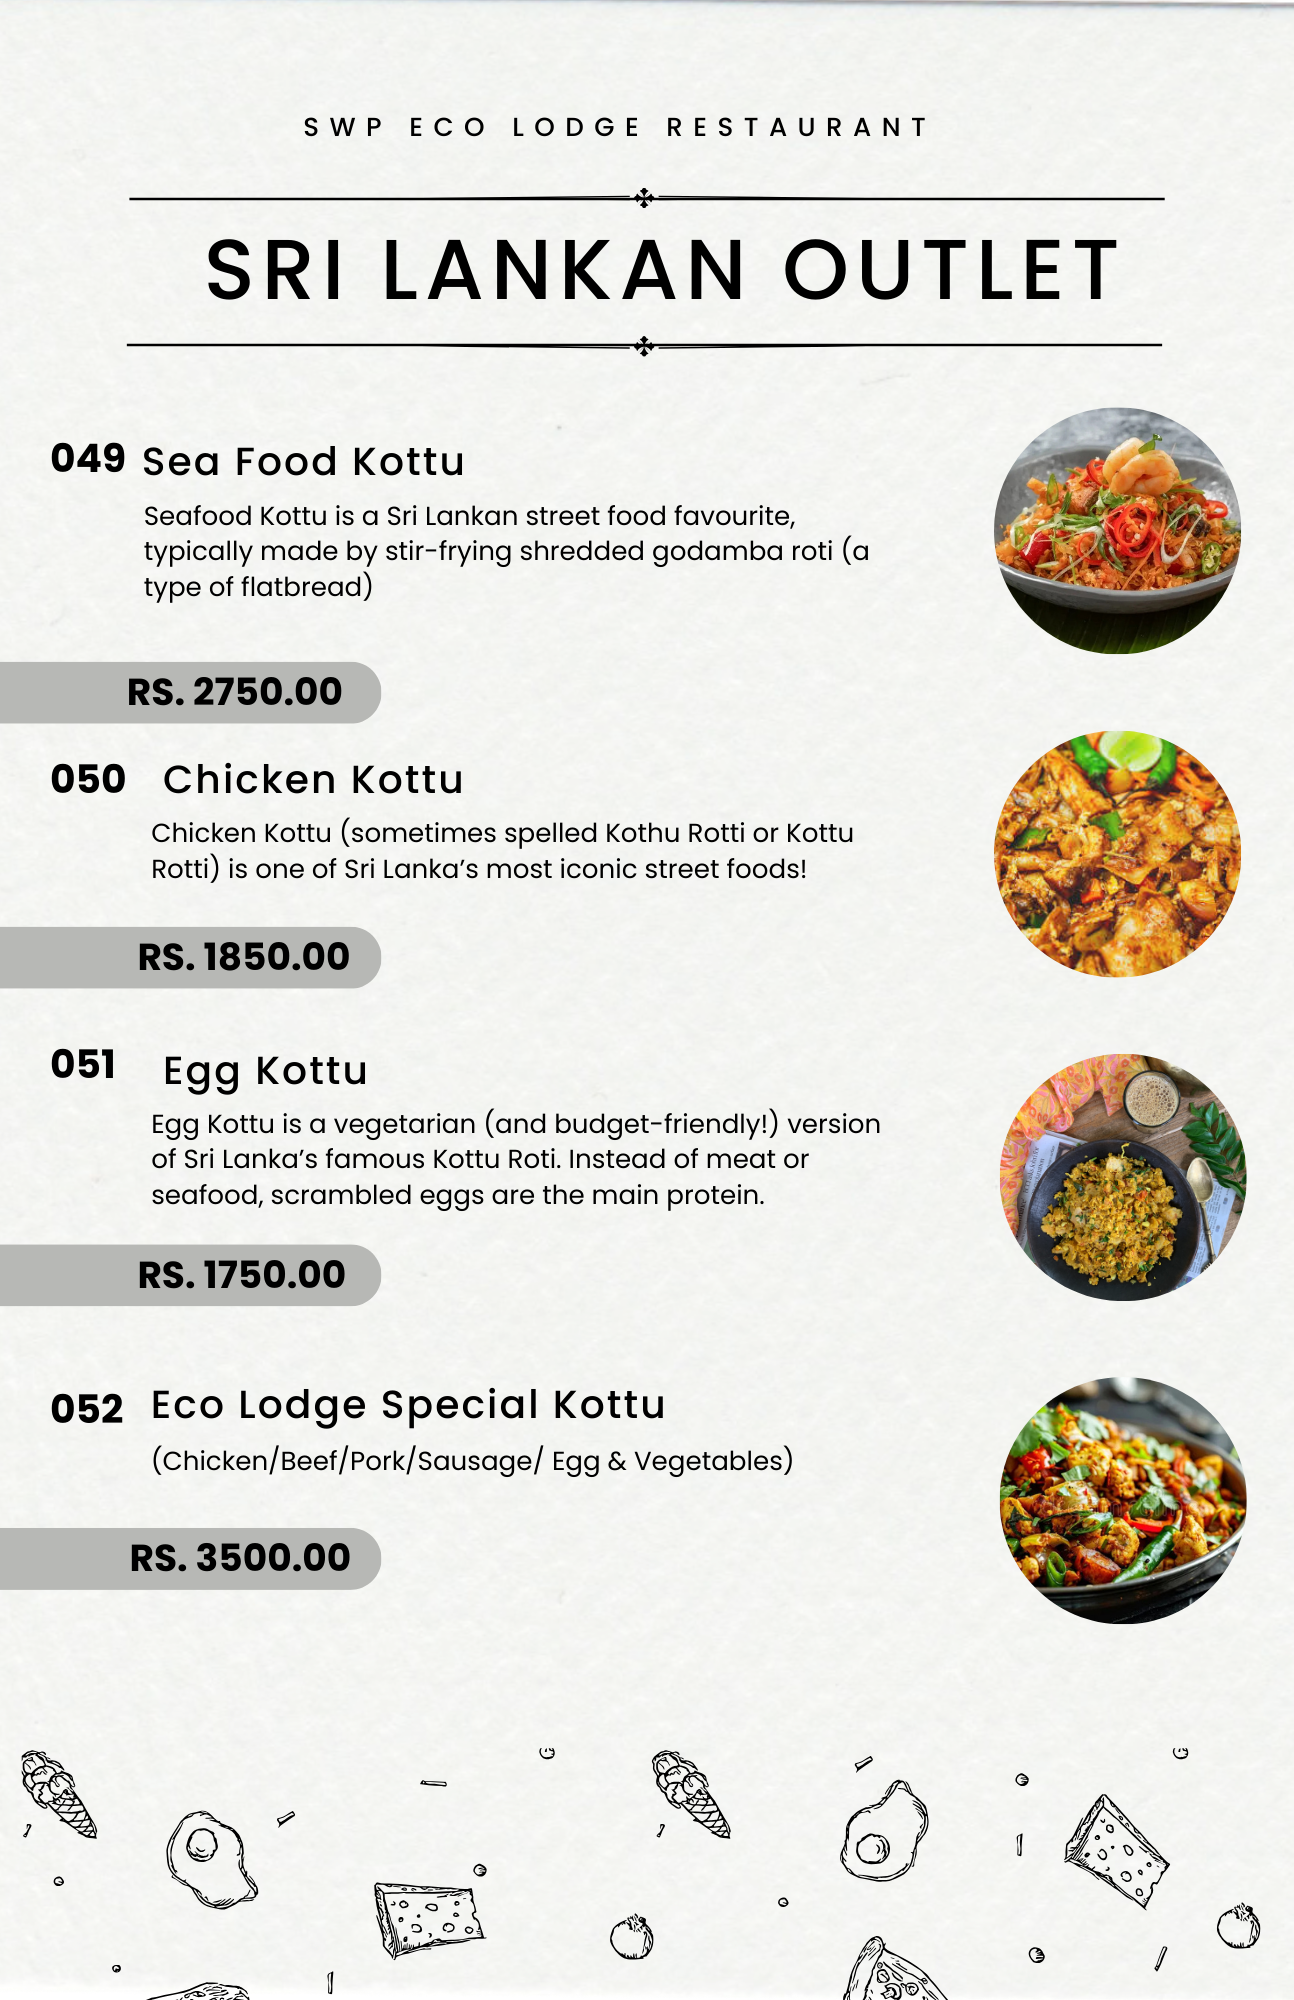 SWP ECO LODGE RESTAURANT
SRI LANKAN OUTLET
049 Sea Food Kottu
Seafood Kottu is a Sri Lankan street food favourite,
typically made by stir-frying shredded godamba roti (a
type of flatbread)
RS. 2750.00
050 Chicken Kottu
Chicken Kottu (sometimes spelled Kothu Rotti or Kottu
Rotti) is one of Sri Lanka’s most iconic street foods!
RS. 1850.00
051 Egg Kottu
Egg Kottu is a vegetarian (and budget-friendly!) version
of Sri Lanka’s famous Kottu Roti. Instead of meat or
seafood, scrambled eggs are the main protein.
RS. 1750.00
052 Eco Lodge Special Kottu
(Chicken/Beef/Pork/Sausage/ Egg & Vegetables)
RS. 3500.00